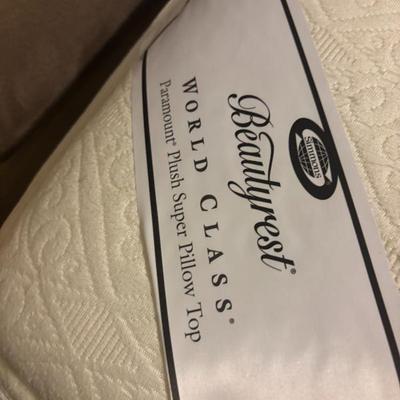 Simmons
Beautyrest®
WORLD CLASS®
Paramount® Plush Super Pillow Top